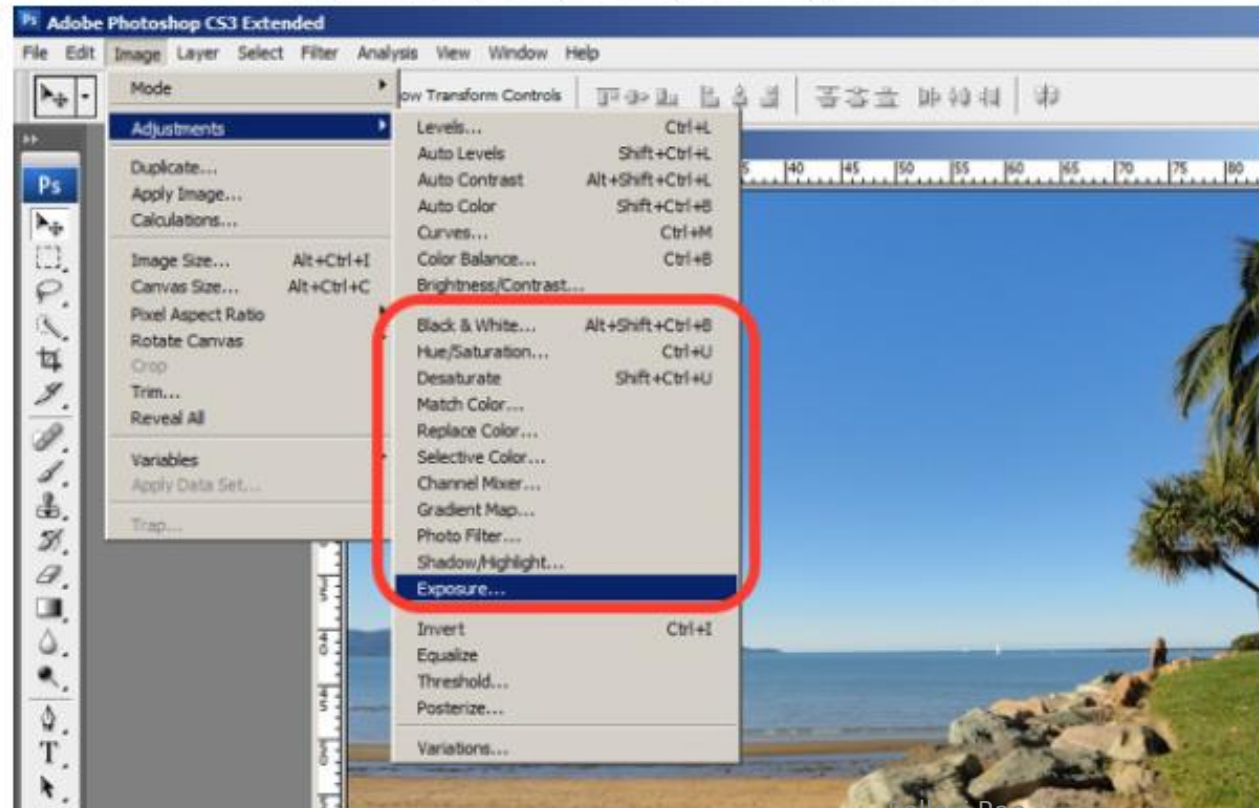 Ps Adobe Photoshop CS3 Extended
File Edit Image Layer Select Filter Analysis View Window Help
Mode
ow Transform Controls
Adjustments
Duplicate...
Apply Image...
Calculations...
Image Size... Alt+Ctrl+I
Canvas Size... Alt+Ctrl+C
Pixel Aspect Ratio
Rotate Canvas
Crop
Trim...
Reveal All
Variables
Apply Data Set...
Trap...
Levels... Ctrl+L
Auto Levels Shift+Ctrl+L
Auto Contrast Alt+Shift+Ctrl+L
Auto Color Shift+Ctrl+B
Curves... Ctrl+M
Color Balance... Ctrl+B
Brightness/Contrast...
Black & White... Alt+Shift+Ctrl+B
Hue/Saturation... Ctrl+U
Desaturate Shift+Ctrl+U
Match Color...
Replace Color...
Selective Color...
Channel Mixer...
Gradient Map...
Photo Filter...
Shadow/Highlight...
Exposure...
Invert Ctrl+I
Equalize
Threshold...
Posterize...
Variations...
Ps
T
40 45 50 55 60 65 70 75 80